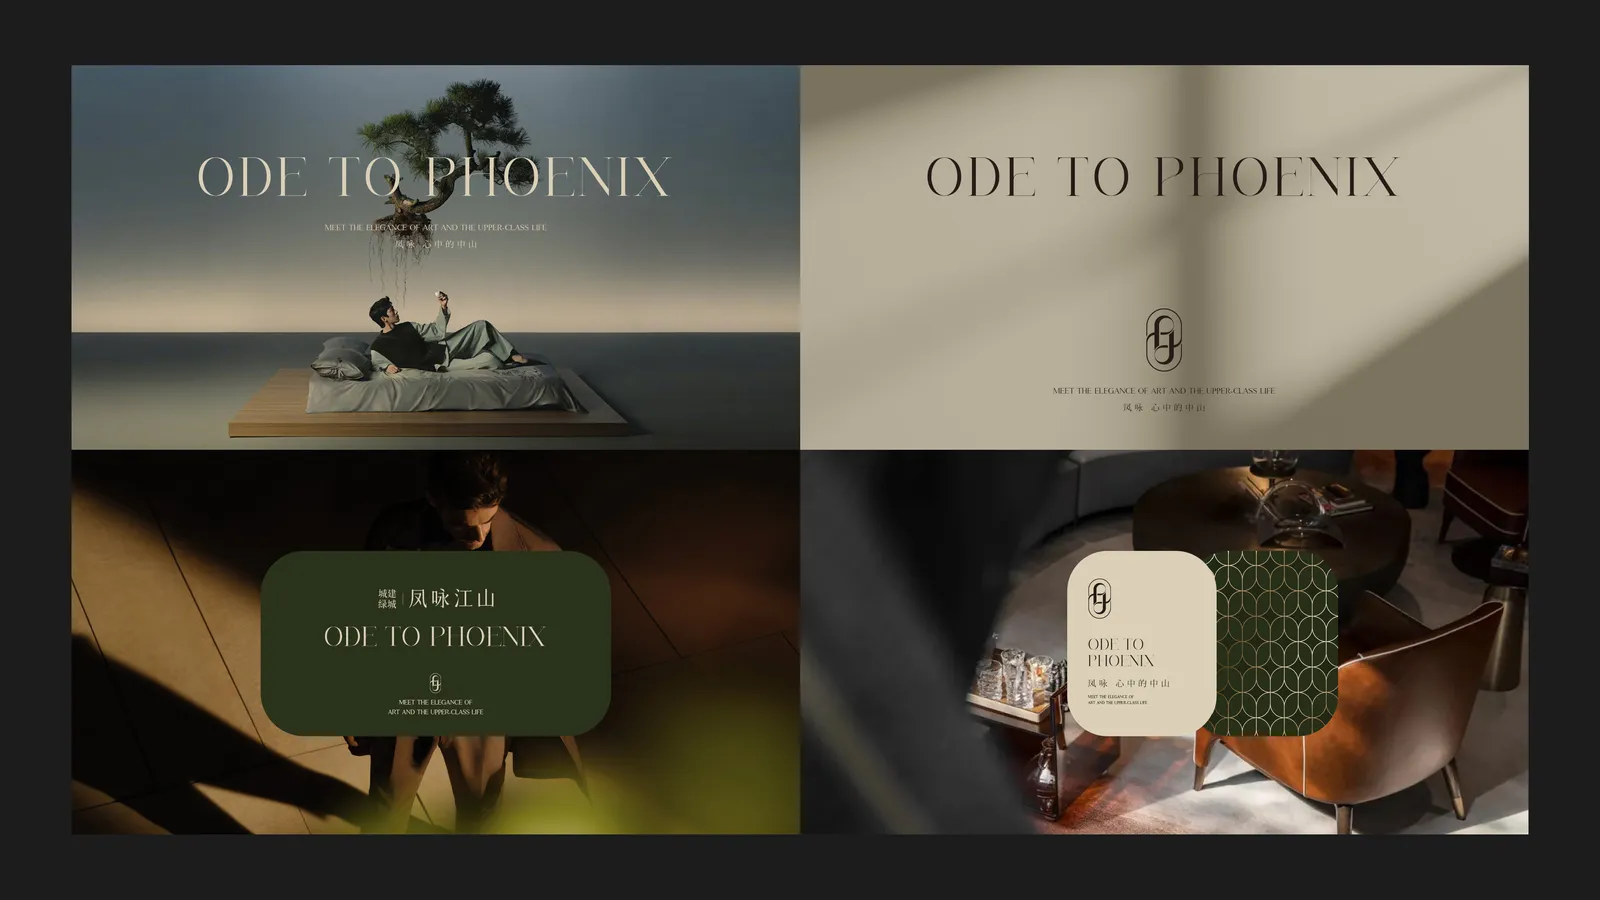 ODE TO PHOENIX
MEET THE ELEGANCE OF ART AND THE UPPER-CLASS LIFE
凤咏 心中的中山
ODE TO PHOENIX
MEET THE ELEGANCE OF ART AND THE UPPER-CLASS LIFE
凤咏 心中的中山
城建
绿城
凤咏江山
ODE TO PHOENIX
MEET THE ELEGANCE OF
ART AND THE UPPER-CLASS LIFE
ODE TO
PHOENIX
凤咏 心中的中山
MEET THE ELEGANCE OF
ART AND THE UPPER-CLASS LIFE